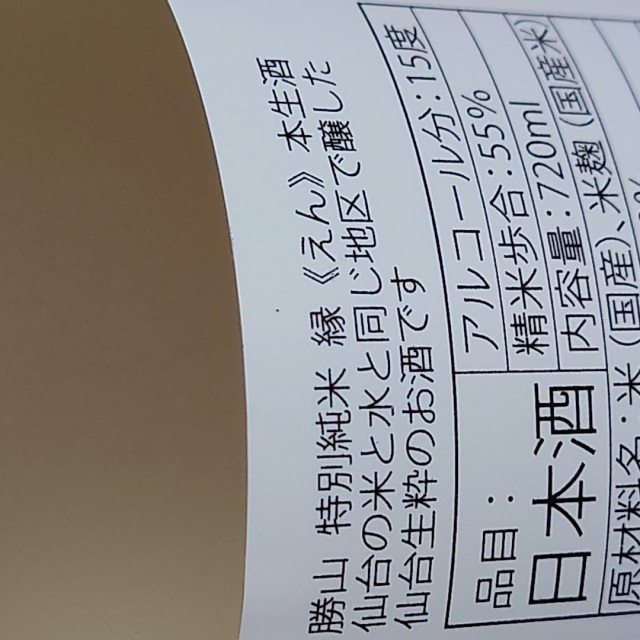 勝山 特別純米 縁《えん》本生酒
仙台の米と水と同じ地区で醸した
仙台生粋のお酒です
品目：
日本酒
アルコール分：15度
精米歩合：55%
内容量：720ml
原材料名：米（国産）、米麹（国産米）
%